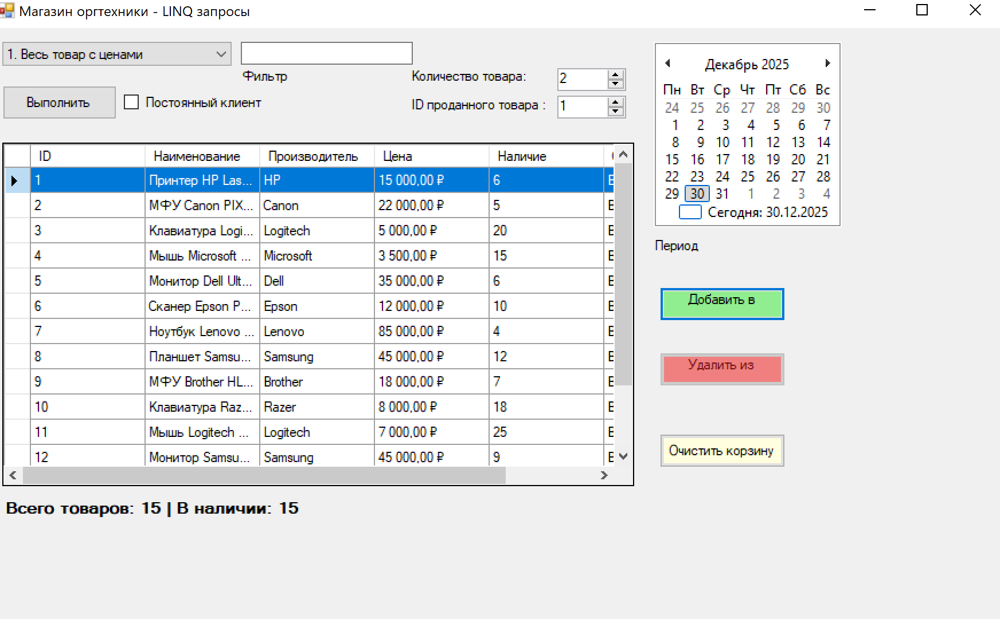 Магазин оргтехники - LINQ запросы
1. Весь товар с ценами
Фильтр
Количество товара: 2
Выполнить
Постоянный клиент
ID проданного товара : 1
ID Наименование Производитель Цена Наличие
1 Принтер HP Las... HP 15 000,00 ₽ 6
2 МФУ Canon PIX... Canon 22 000,00 ₽ 5
3 Клавиатура Logi... Logitech 5 000,00 ₽ 20
4 Мышь Microsoft ... Microsoft 3 500,00 ₽ 15
5 Монитор Dell Ult... Dell 35 000,00 ₽ 6
6 Сканер Epson P... Epson 12 000,00 ₽ 10
7 Ноутбук Lenovo ... Lenovo 85 000,00 ₽ 4
8 Планшет Samsu... Samsung 45 000,00 ₽ 12
9 МФУ Brother HL... Brother 18 000,00 ₽ 7
10 Клавиатура Raz... Razer 8 000,00 ₽ 18
11 Мышь Logitech ... Logitech 7 000,00 ₽ 25
12 Монитор Samsu... Samsung 45 000,00 ₽ 9
Всего товаров: 15 | В наличии: 15
Декабрь 2025
Пн Вт Ср Чт Пт Сб Вс
24 25 26 27 28 29 30
1 2 3 4 5 6 7
8 9 10 11 12 13 14
15 16 17 18 19 20 21
22 23 24 25 26 27 28
29 30 31 1 2 3 4
Сегодня: 30.12.2025
Период
Добавить в
Удалить из
Очистить корзину